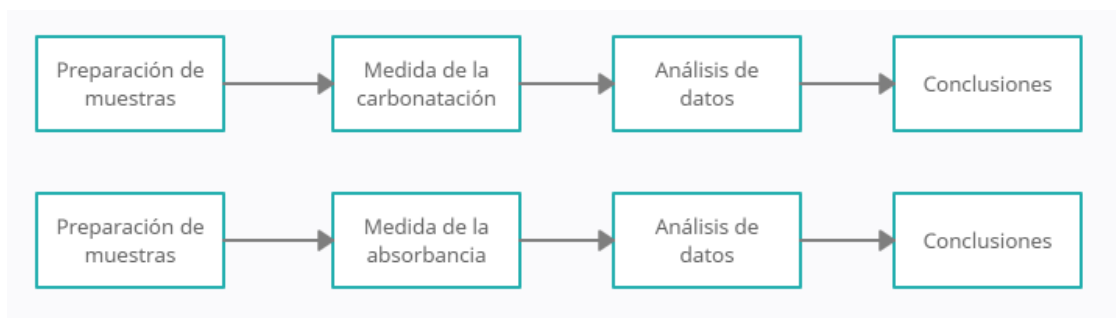 Preparación de
muestras
Medida de la
carbonatación
Análisis de
datos
Conclusiones
Preparación de
muestras
Medida de la
absorbancia
Análisis de
datos
Conclusiones